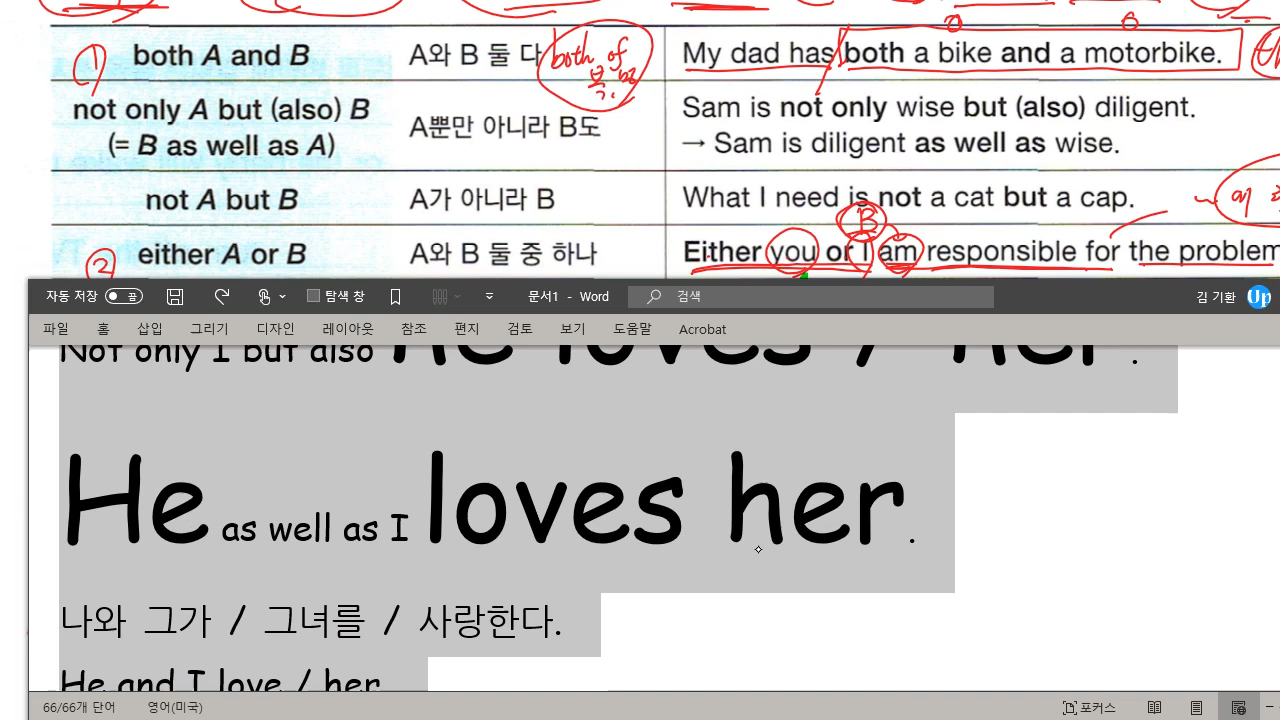 both A and B A와 B 둘 다 both of 복. My dad has both a bike and a motorbike.
not only A but (also) B A뿐만 아니라 B도 Sam is not only wise but (also) diligent.
(= B as well as A) → Sam is diligent as well as wise.
not A but B A가 아니라 B What I need is not a cat but a cap.
B
either A or B A와 B 둘 중 하나 Either you or I am responsible for the problem
자동 저장 끔 탐색 창 문서1 - Word 검색 김 기환 Up
파일 홈 삽입 그리기 디자인 레이아웃 참조 편지 검토 보기 도움말 Acrobat
Not only I but also He loves / her .
He as well as I loves her .
나와 그가 / 그녀를 / 사랑한다.
He and I love / her
66/66개 단어 영어(미국) 포커스